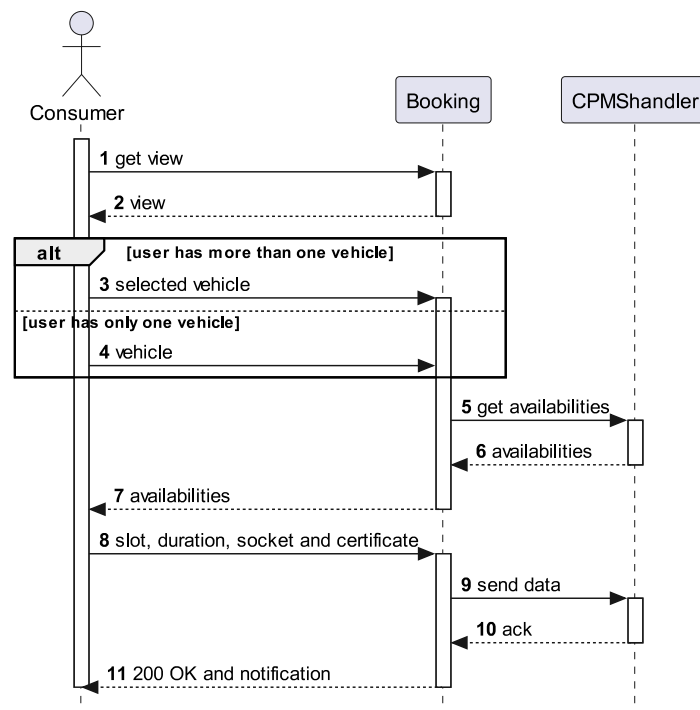 Consumer
Booking
CPMShandler
1 get view
2 view
alt
[user has more than one vehicle]
3 selected vehicle
[user has only one vehicle]
4 vehicle
5 get availabilities
6 availabilities
7 availabilities
8 slot, duration, socket and certificate
9 send data
10 ack
11 200 OK and notification